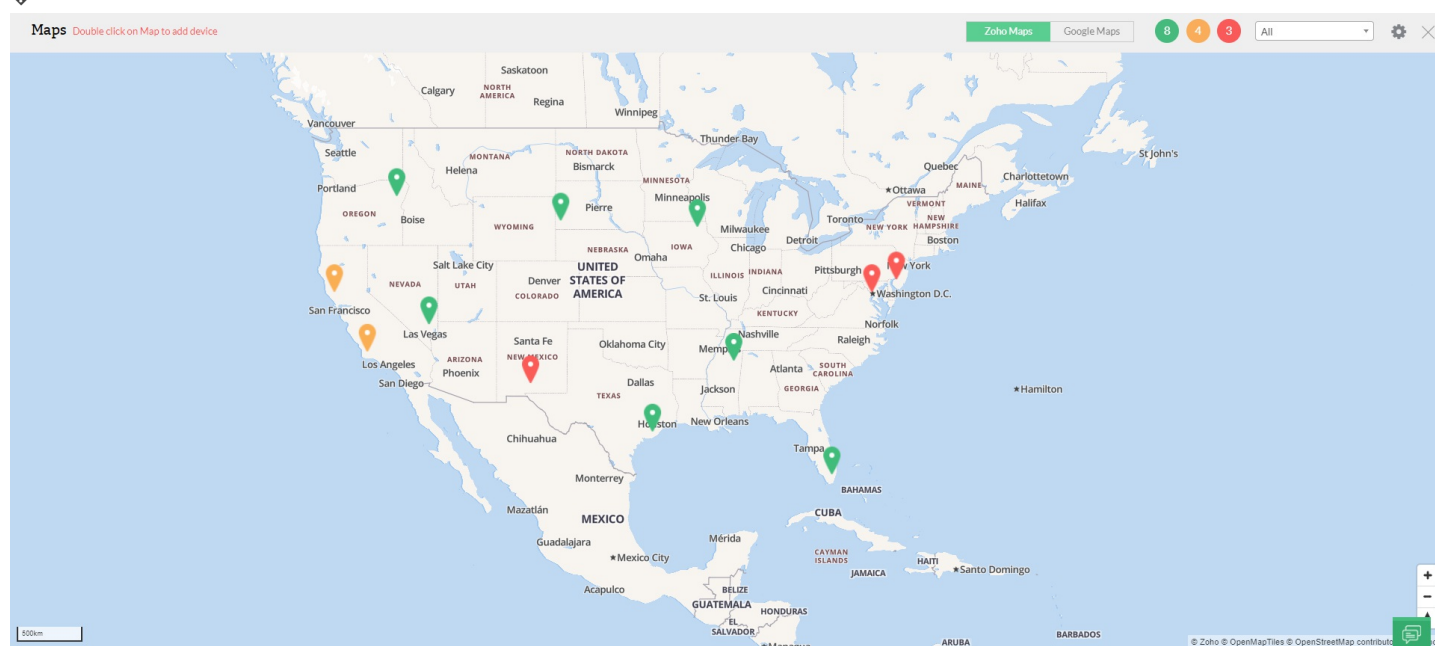 Maps Double click on Map to add device
Zoho Maps Google Maps 8 4 3 All
Saskatoon
Calgary
NORTH
AMERICA
Regina
Winnipeg
Vancouver
Thunder Bay
Seattle
MONTANA
NORTH DAKOTA
St John's
Helena
Bismarck
Quebec
Charlottetown
MINNESOTA
Portland
Ottawa
MAINE
Minneapolis
Pierre
VERMONT
Halifax
OREGON
Boise
Toronto
NEW
HAMPSHIRE
WYOMING
NEW YORK
Milwaukee
Detroit
Boston
NEBRASKA
IOWA
Chicago
Omaha
Salt Lake City
UNITED
STATES OF
AMERICA
ILLINOIS
INDIANA
Pittsburgh
York
NEVADA
UTAH
Denver
COLORADO
Cincinnati
Washington D.C.
St. Louis
San Francisco
KENTUCKY
Norfolk
Las Vegas
Nashville
Santa Fe
Oklahoma City
Raleigh
Los Angeles
ARIZONA
NEW MEXICO
Phoenix
Atlanta
SOUTH
CAROLINA
San Diego
Dallas
Jackson
GEORGIA
Hamilton
TEXAS
New Orleans
Chihuahua
Tampa
Monterrey
BAHAMAS
Mazatlán
MEXICO
CUBA
Guadalajara
Mérida
Mexico City
CAYMAN
ISLANDS
HAITI
Santo Domingo
JAMAICA
Acapulco
BELIZE
GUATEMALA
HONDURAS
EL
SALVADOR
BARBADOS
500km
ARUBA
© Zoho © OpenMapTiles © OpenStreetMap